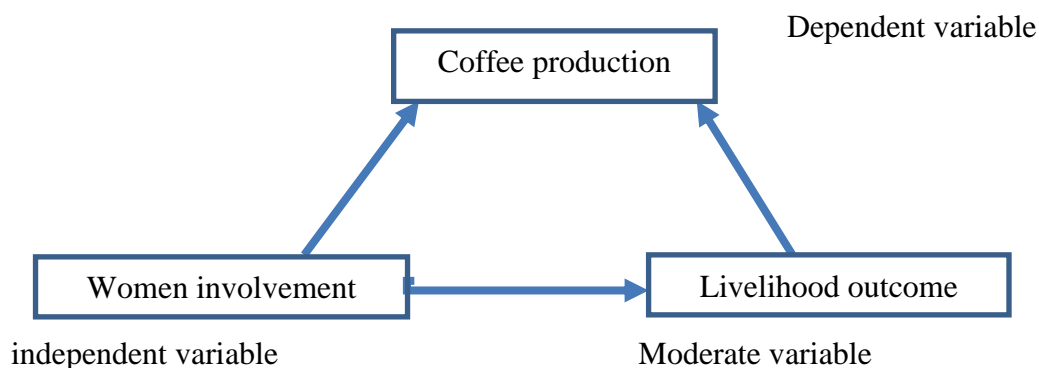 Dependent variable
Coffee production
Women involvement
Livelihood outcome
independent variable
Moderate variable